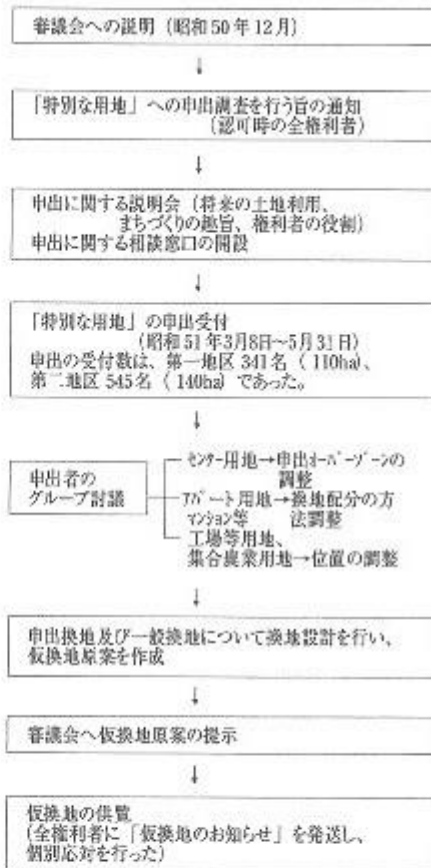 審議会への説明（昭和50年12月）
↓
「特別な用地」への申出調査を行う旨の通知
（認可時の全権利者）
↓
申出に関する説明会（将来の土地利用、
まちづくりの趣旨、権利者の役割）
申出に関する相談窓口の開設
↓
「特別な用地」の申出受付
（昭和51年3月8日～5月31日）
申出の受付数は、第一地区341名（110ha）、
第二地区545名（140ha）であった。
↓
申出者の
グループ討議
センター用地→申出オーバーゾーンの
調整
アパート用地→換地配分の方
マンション等　法調整
工場等用地、
集合農業用地→位置の調整
↓
申出換地及び一般換地について換地設計を行い、
仮換地原案を作成
↓
審議会へ仮換地原案の提示
↓
仮換地の供覧
（全権利者に「仮換地のお知らせ」を発送し、
個別応対を行った）